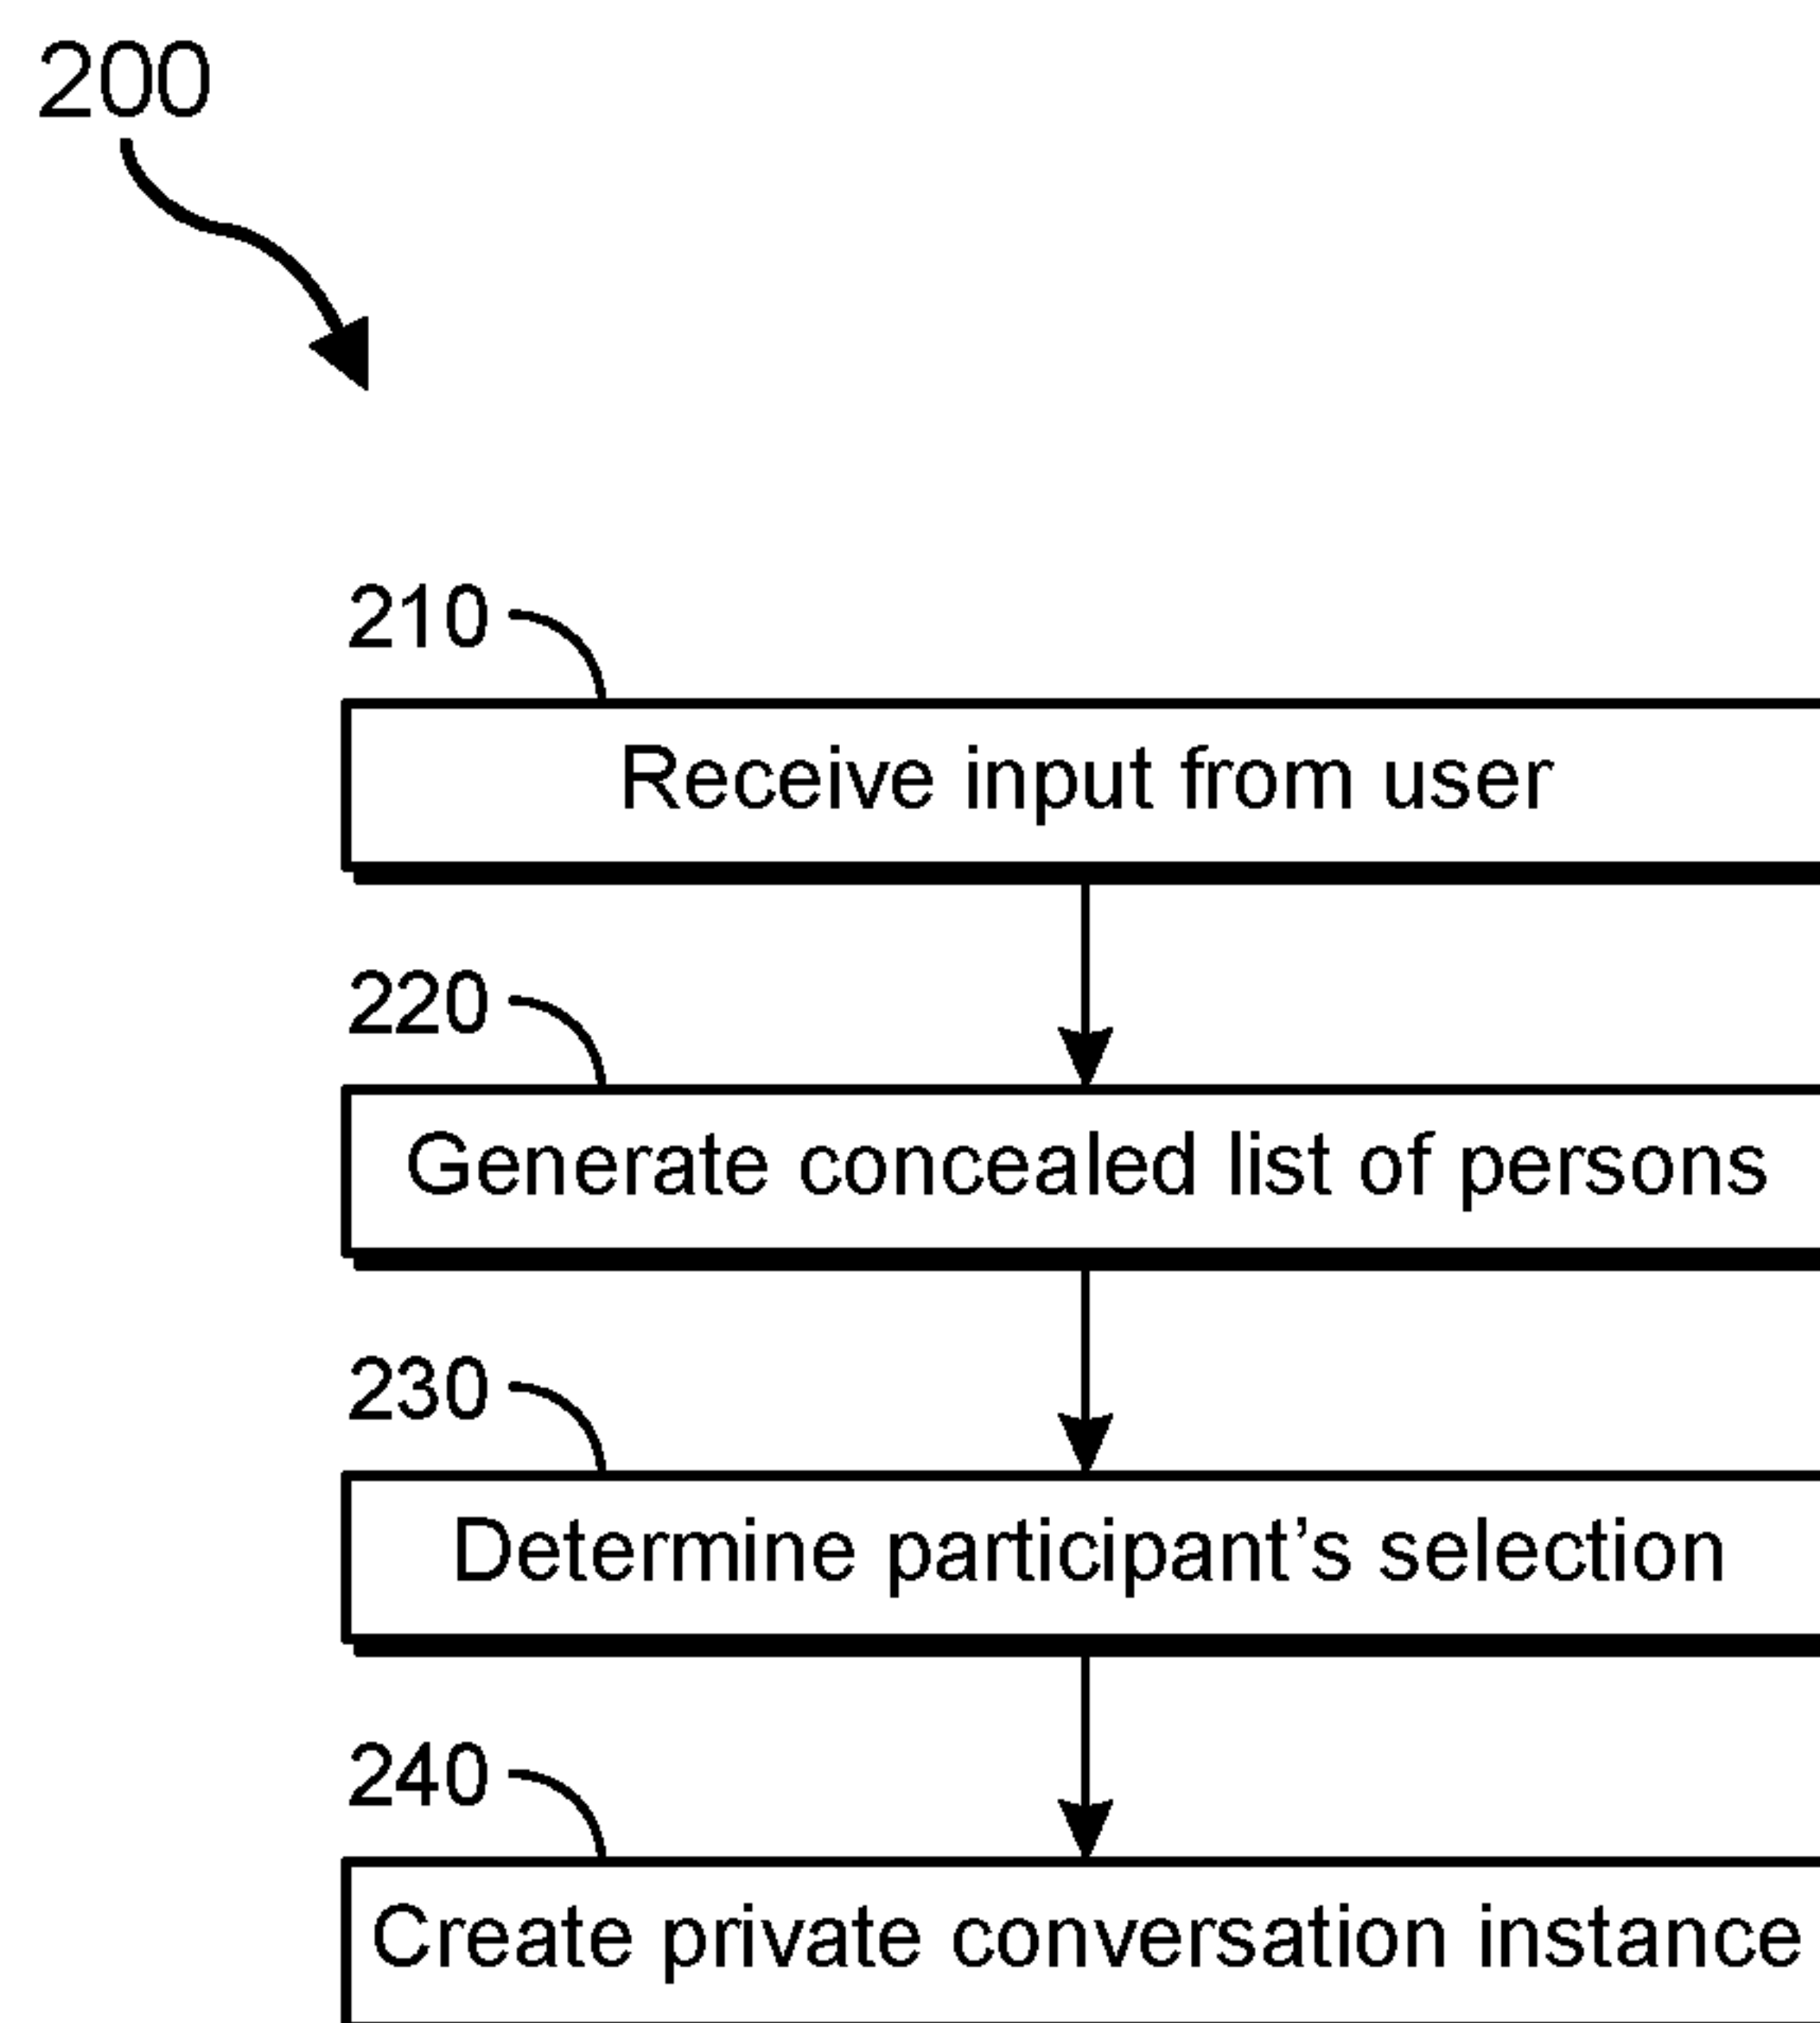 200
210
Receive input from user
220
Generate concealed list of persons
230
Determine participant’s selection
240
Create private conversation instance